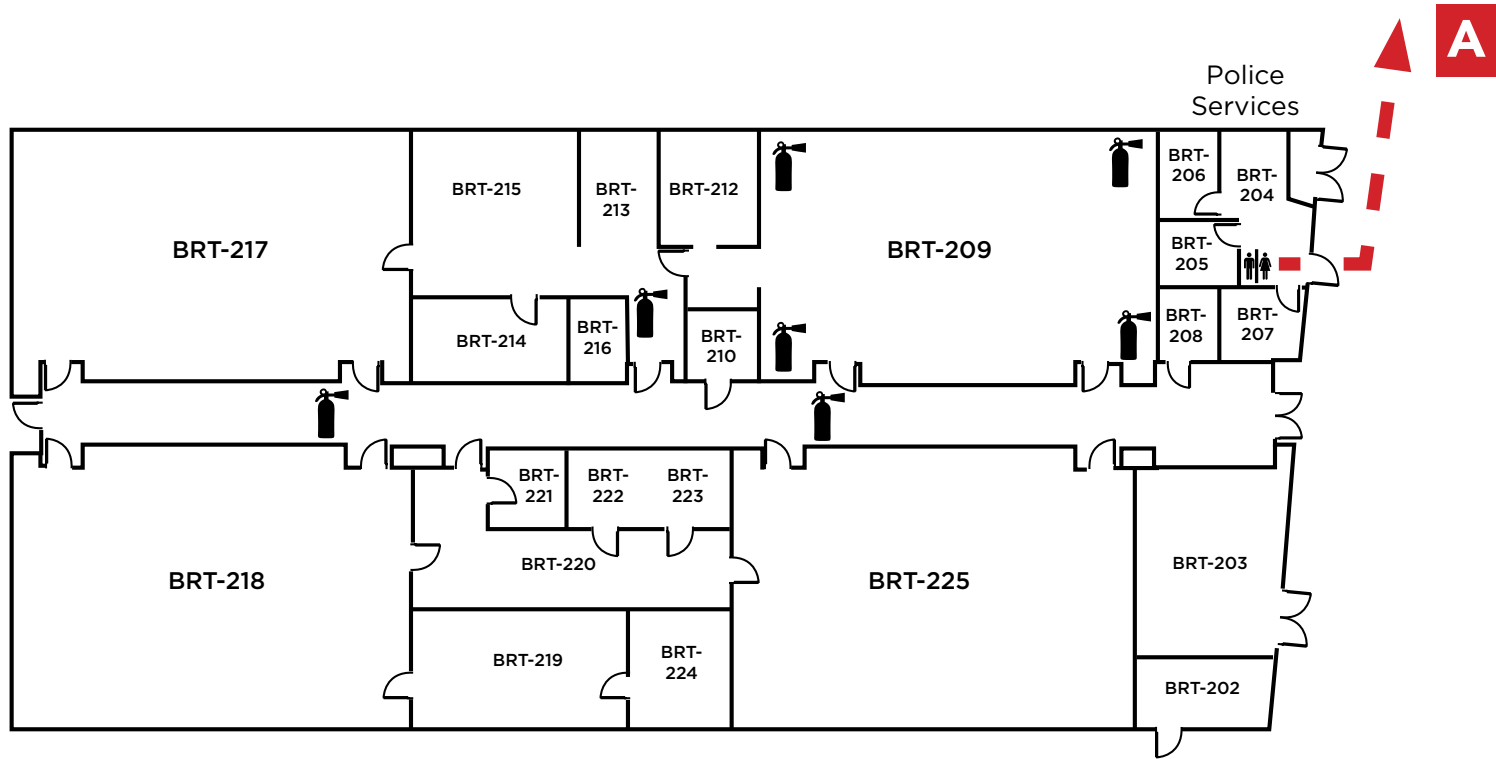 A
Police
Services
BRT-
206
BRT-
204
BRT-215
BRT-
213
BRT-212
BRT-217
BRT-209
BRT-
205
BRT-214
BRT-
216
BRT-
210
BRT-
208
BRT-
207
BRT-
221
BRT-
222
BRT-
223
BRT-220
BRT-218
BRT-225
BRT-203
BRT-219
BRT-
224
BRT-202